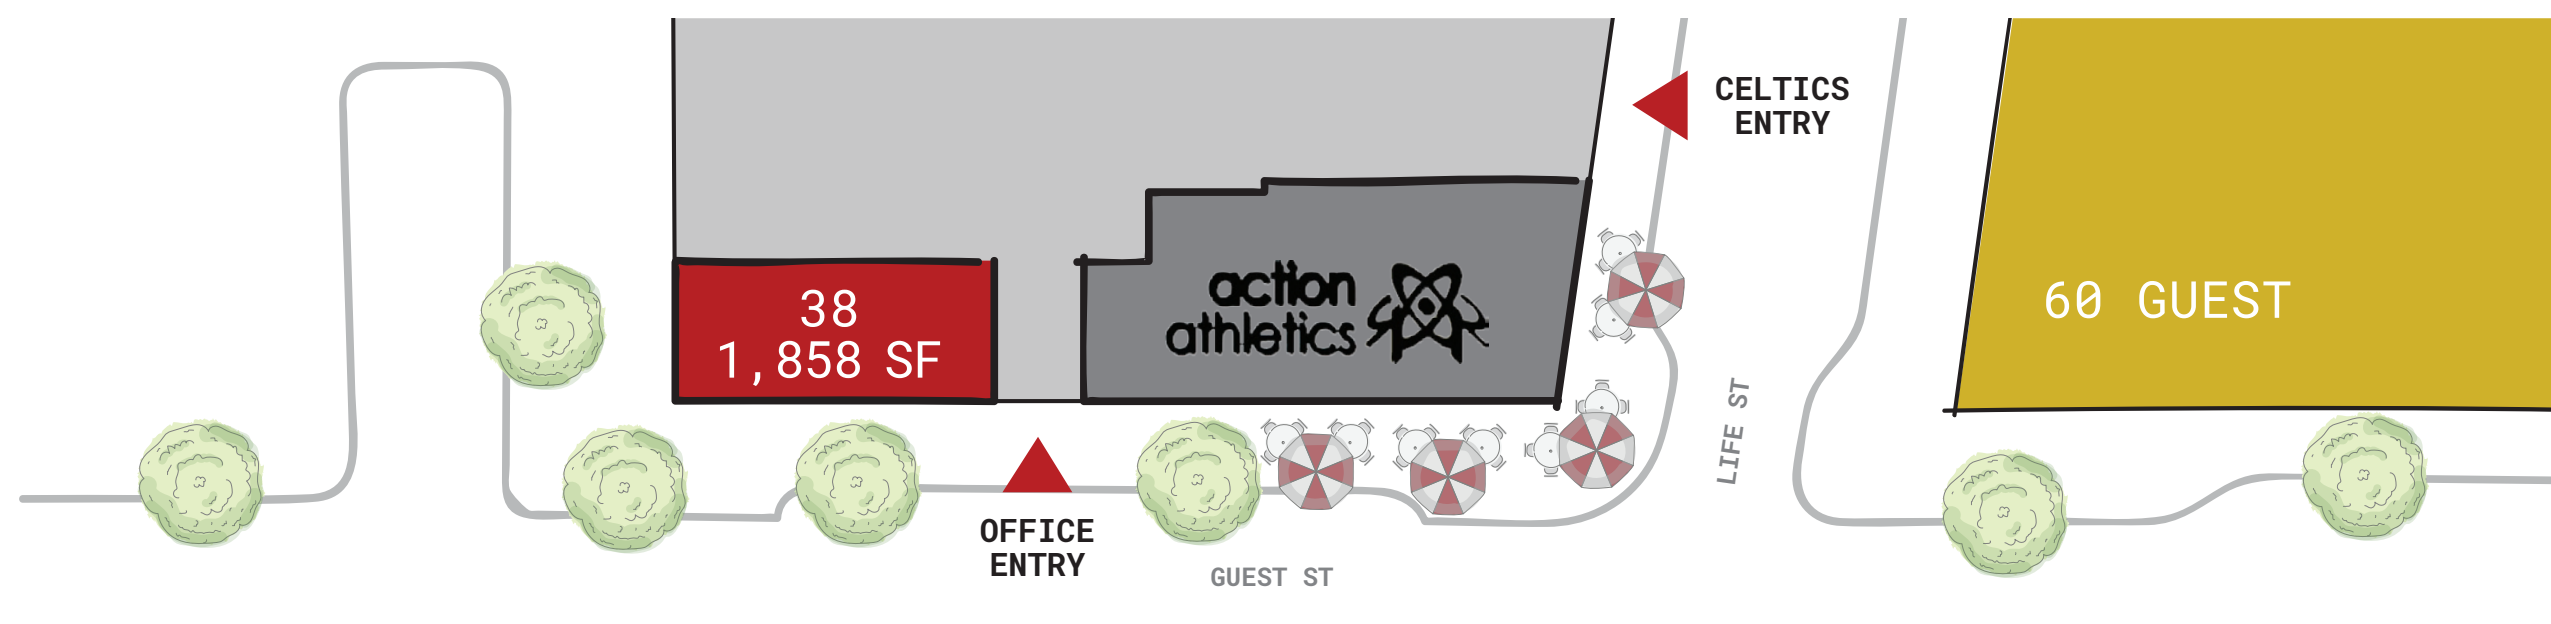 CELTICS
ENTRY
38
1,858 SF
action
athletics
60 GUEST
LIFE ST
OFFICE
ENTRY
GUEST ST